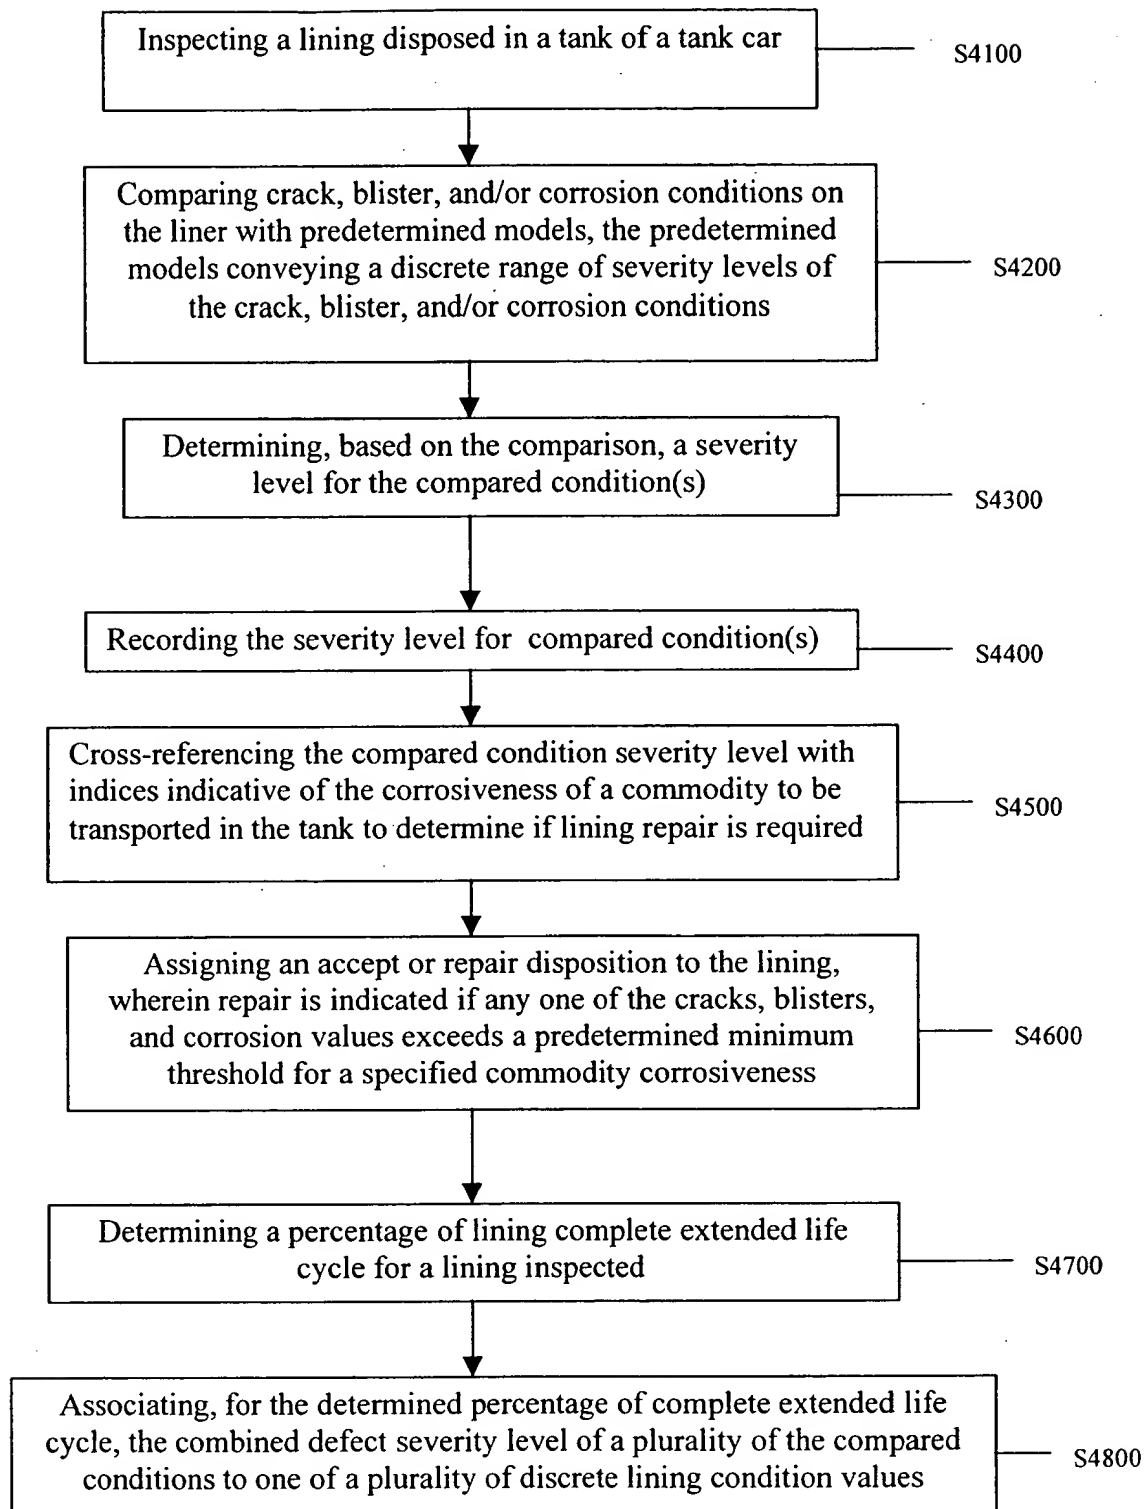 Inspecting a lining disposed in a tank of a tank car
S4100
Comparing crack, blister, and/or corrosion conditions on
the liner with predetermined models, the predetermined
models conveying a discrete range of severity levels of
the crack, blister, and/or corrosion conditions
S4200
Determining, based on the comparison, a severity
level for the compared condition(s)
S4300
Recording the severity level for compared condition(s)
S4400
Cross-referencing the compared condition severity level with
indices indicative of the corrosiveness of a commodity to be
transported in the tank to determine if lining repair is required
S4500
Assigning an accept or repair disposition to the lining,
wherein repair is indicated if any one of the cracks, blisters,
and corrosion values exceeds a predetermined minimum
threshold for a specified commodity corrosiveness
S4600
Determining a percentage of lining complete extended life
cycle for a lining inspected
S4700
Associating, for the determined percentage of complete extended life
cycle, the combined defect severity level of a plurality of the compared
conditions to one of a plurality of discrete lining condition values
S4800